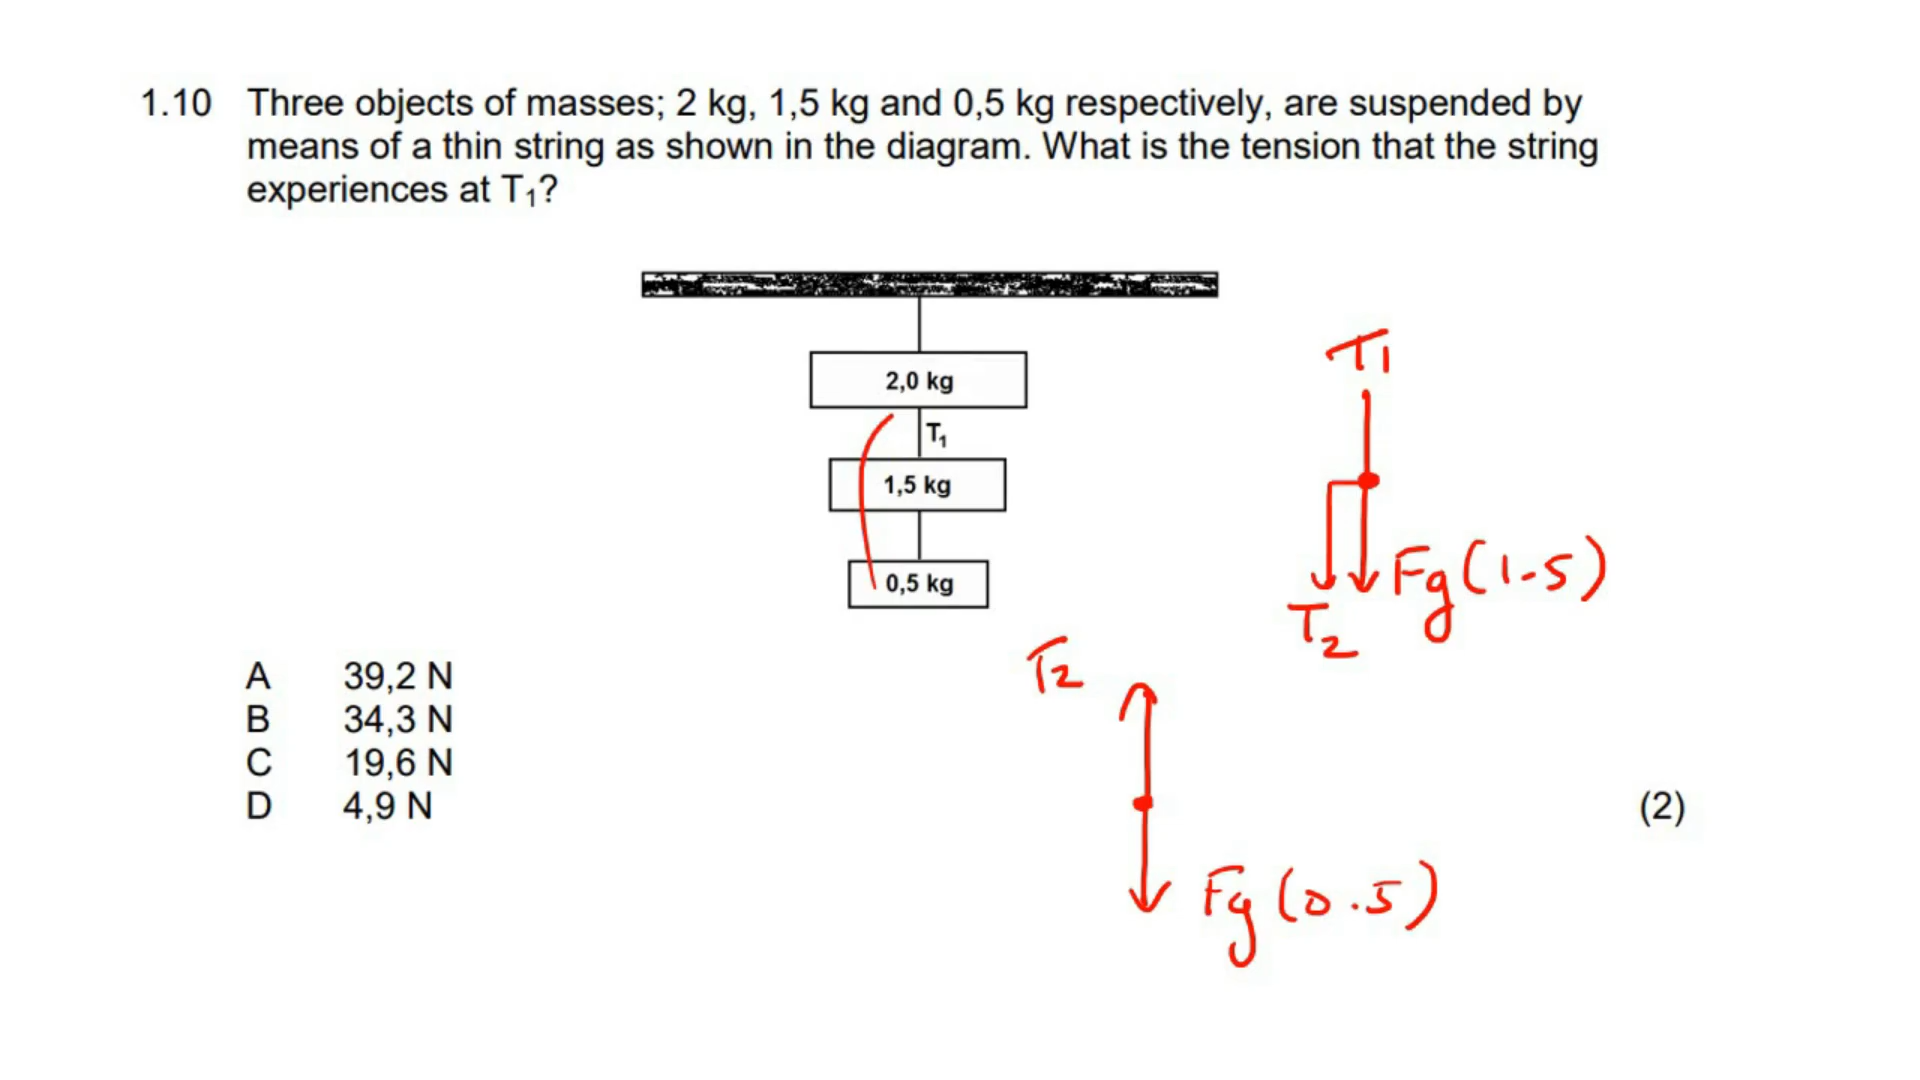 1.10 Three objects of masses; 2 kg, 1,5 kg and 0,5 kg respectively, are suspended by
means of a thin string as shown in the diagram. What is the tension that the string
experiences at T₁?
2,0 kg
T₁
1,5 kg
0,5 kg
T1
Fg(1.5)
T2
T2
Fg(0.5)
A 39,2 N
B 34,3 N
C 19,6 N
D 4,9 N
(2)